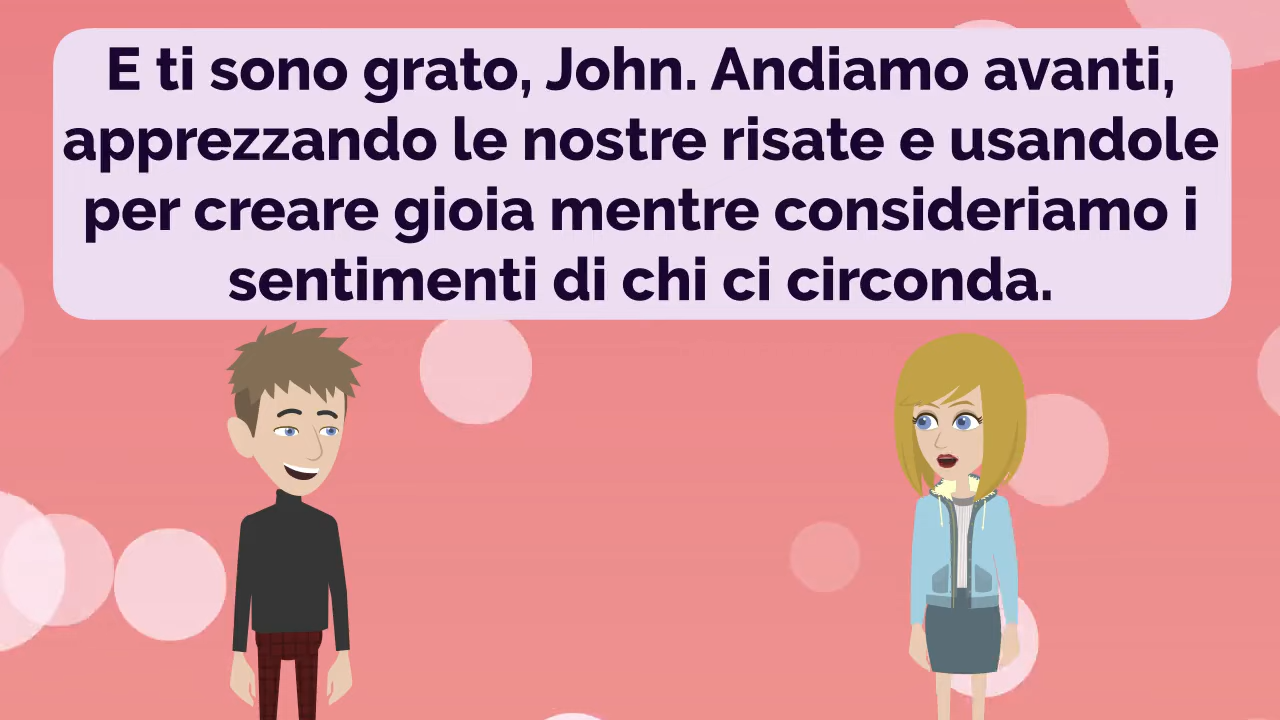 E ti sono grato, John. Andiamo avanti,
apprezzando le nostre risate e usandole
per creare gioia mentre consideriamo i
sentimenti di chi ci circonda.